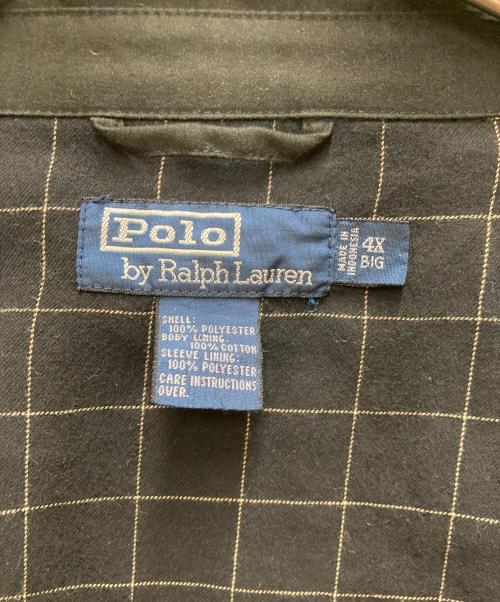 Polo
by Ralph Lauren
MADE IN
INDONESIA
4X
BIG
SHELL:
100% POLYESTER
BODY LINING:
100% COTTON
SLEEVE LINING:
100% POLYESTER
CARE INSTRUCTIONS
OVER.